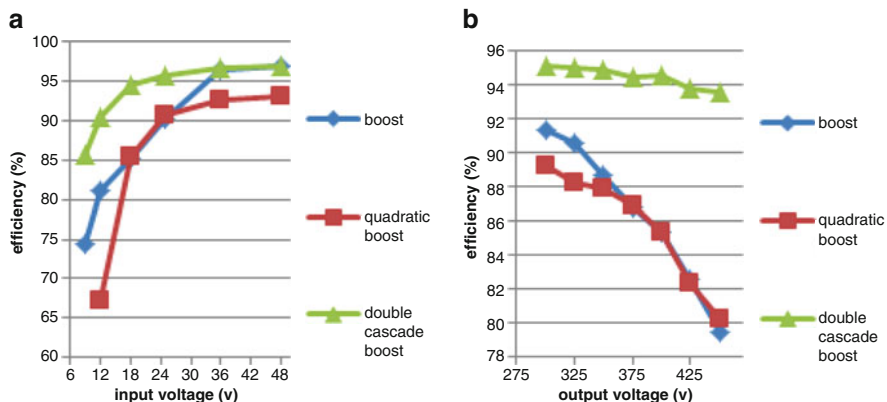 a
100
95
90
85
80
75
70
65
60
efficiency (%)
6 12 18 24 30 36 42 48
input voltage (v)
boost
quadratic
boost
double
cascade
boost
b
96
94
92
90
88
86
84
82
80
78
efficiency (%)
275 325 375 425
output voltage (v)
boost
quadratic
boost
double
cascade
boost